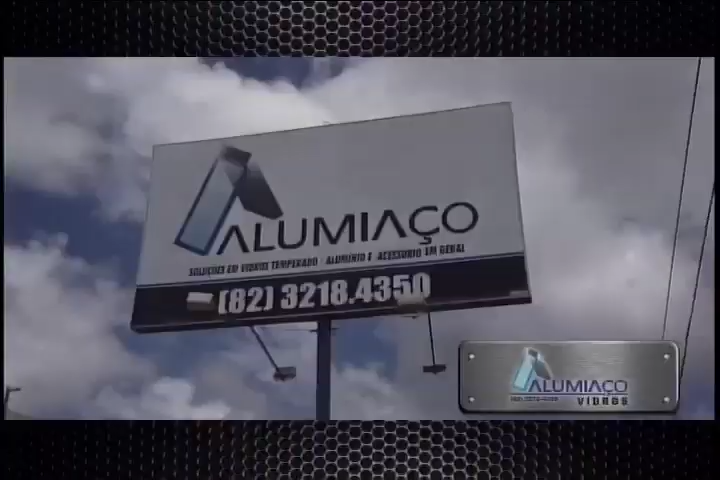 ALUMIAÇO
SOLUÇÕES EM VIDROS TEMPERADO - ALUMÍNIO E ACESSÓRIO EM GERAL
(82) 3218.4350
ALUMIAÇO
VIDROS